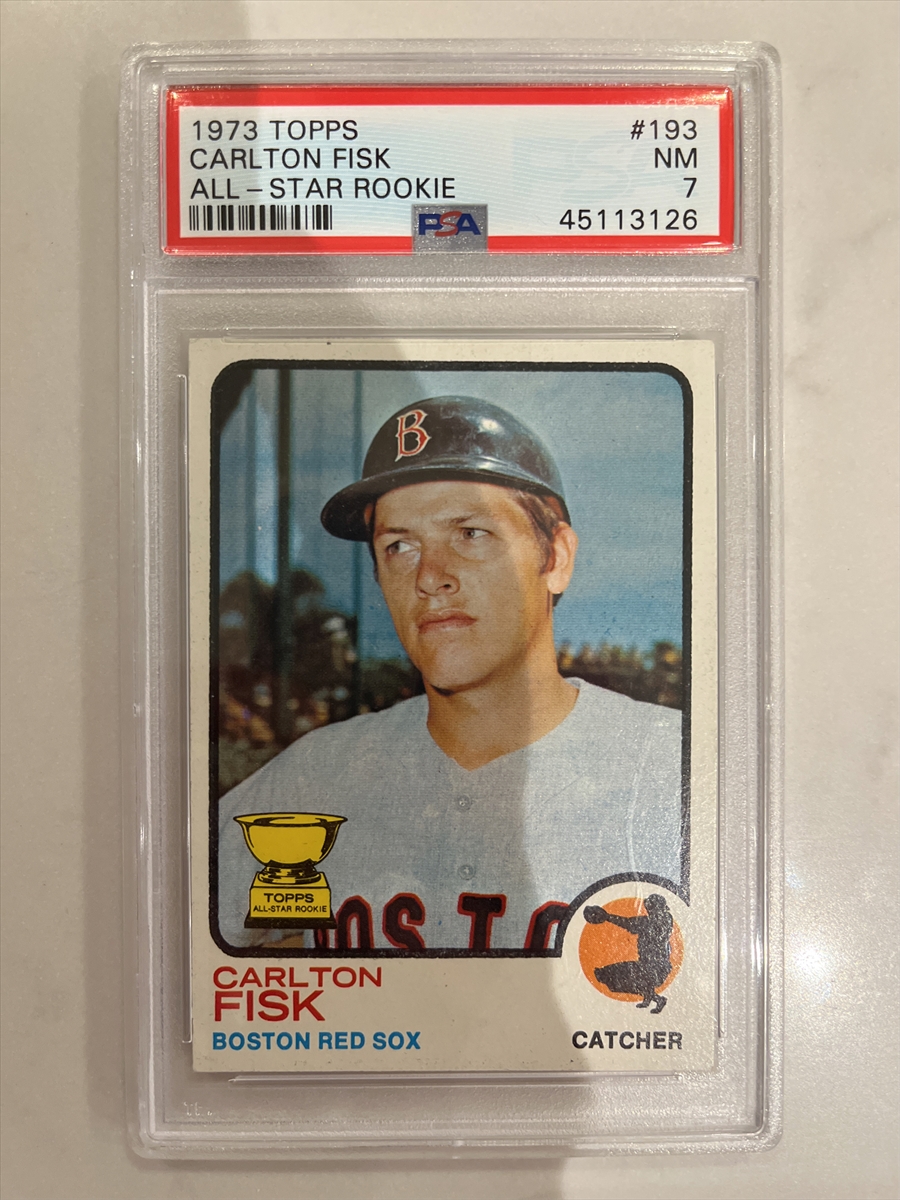 1973 TOPPS #193
CARLTON FISK NM
ALL-STAR ROOKIE 7
PSA 45113126
B
TOPPS
ALL-STAR ROOKIE
BOSTO
CARLTON
FISK
BOSTON RED SOX
CATCHER